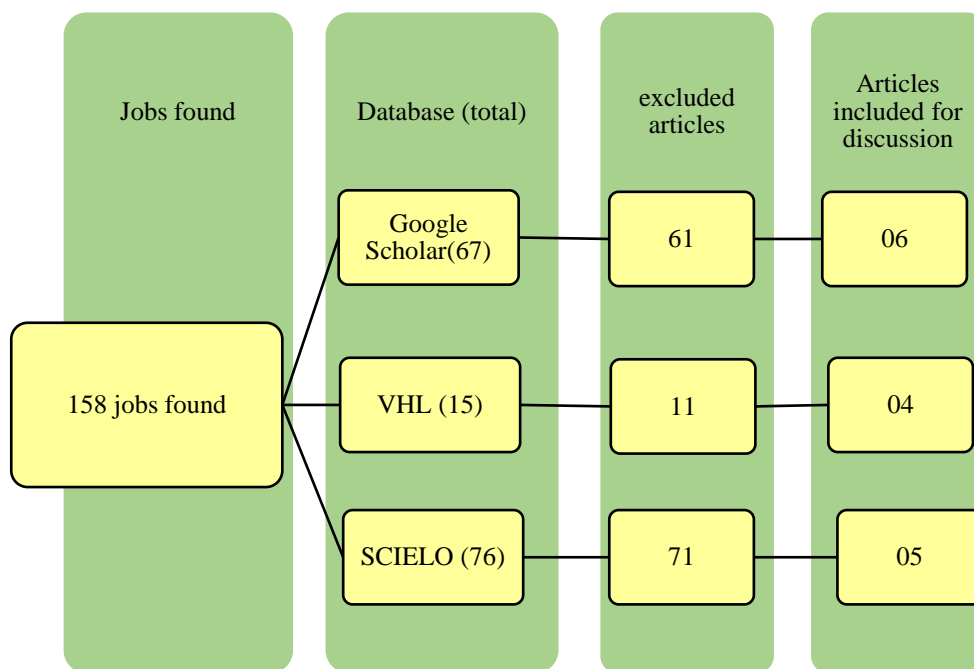 Jobs found
Database (total)
excluded
articles
Articles
included for
discussion
158 jobs found
Google
Scholar(67)
61
06
VHL (15)
11
04
SCIELO (76)
71
05